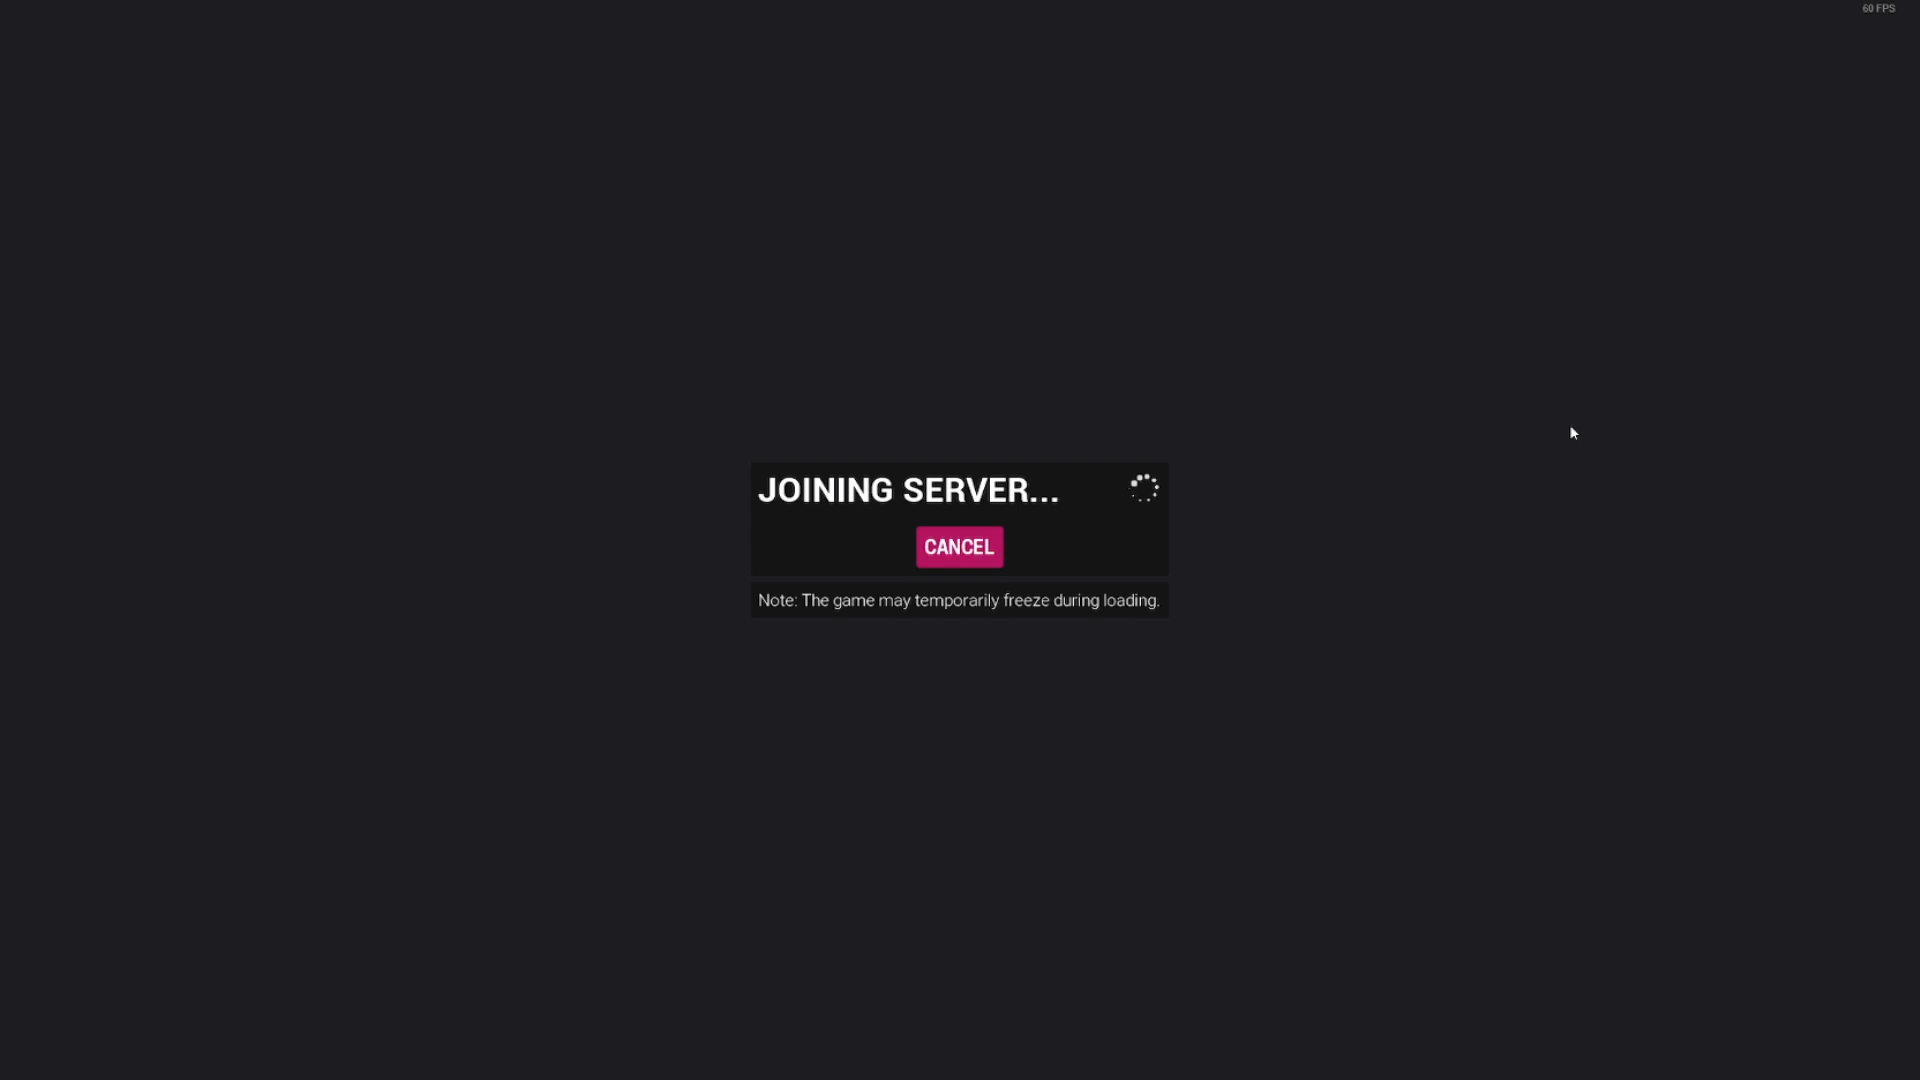 60 FPS
JOINING SERVER...
CANCEL
Note: The game may temporarily freeze during loading.